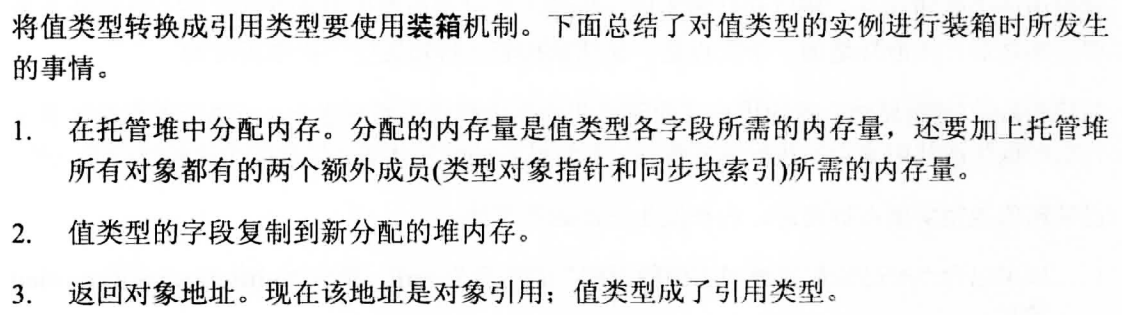 将值类型转换成引用类型要使用装箱机制。下面总结了对值类型的实例进行装箱时所发生
的事情。
1. 在托管堆中分配内存。分配的内存量是值类型各字段所需的内存量，还要加上托管堆
所有对象都有的两个额外成员(类型对象指针和同步块索引)所需的内存量。
2. 值类型的字段复制到新分配的堆内存。
3. 返回对象地址。现在该地址是对象引用；值类型成了引用类型。